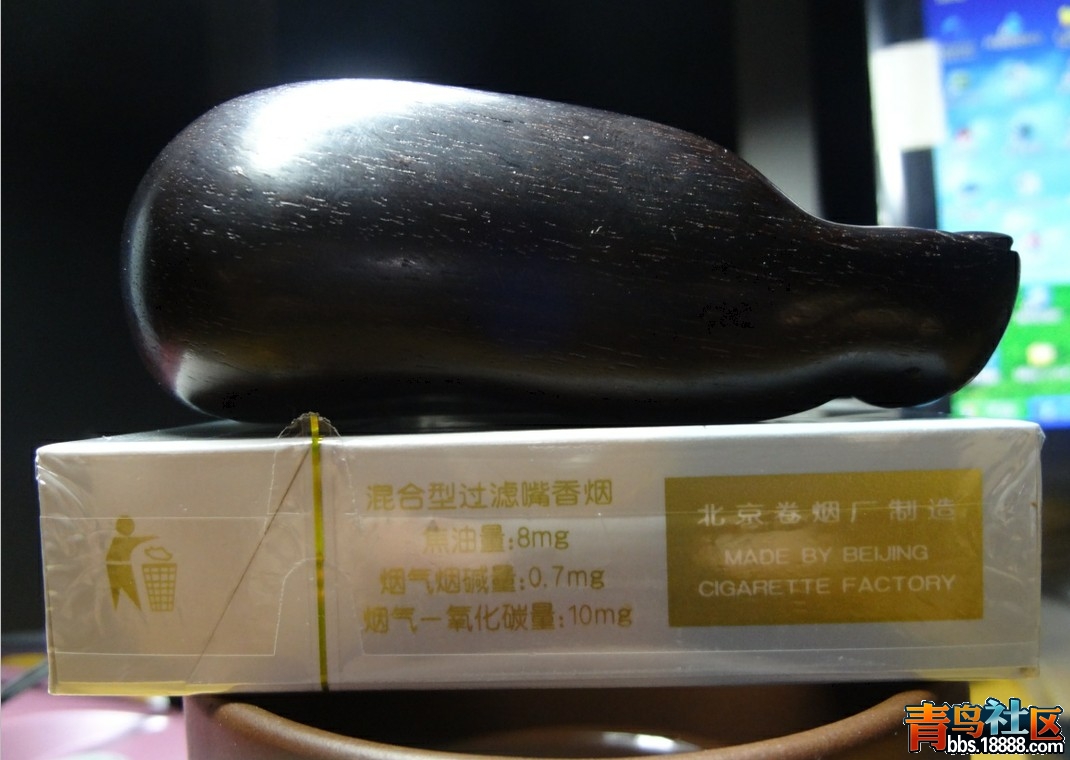 混合型过滤嘴香烟
焦油量:8mg
烟气烟碱量:0.7mg
烟气一氧化碳量:10mg
北京卷烟厂制造
MADE BY BEIJING
CIGARETTE FACTORY
青鸟社区
bbs.18888.com